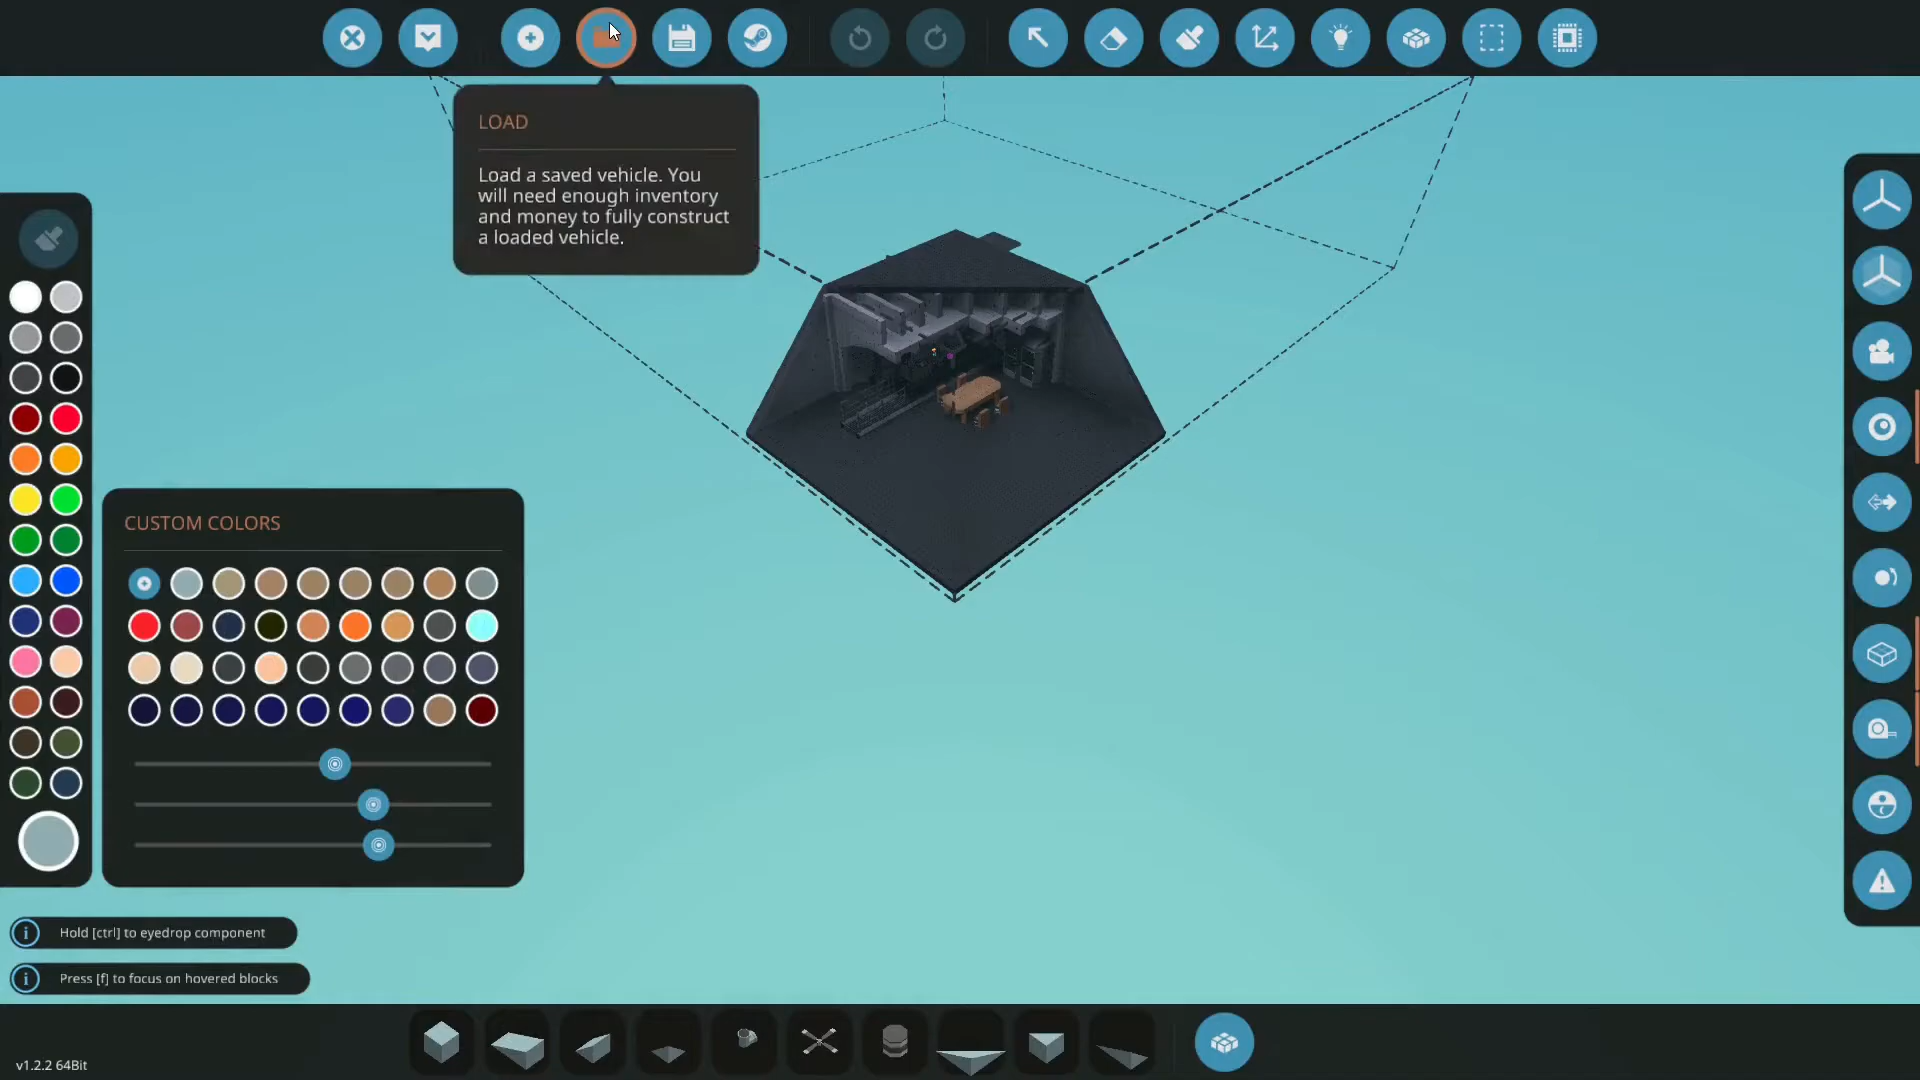 LOAD
Load a saved vehicle. You
will need enough inventory
and money to fully construct
a loaded vehicle.
CUSTOM COLORS
Hold [ctrl] to eyedrop component
Press [f] to focus on hovered blocks
v1.2.2 64Bit